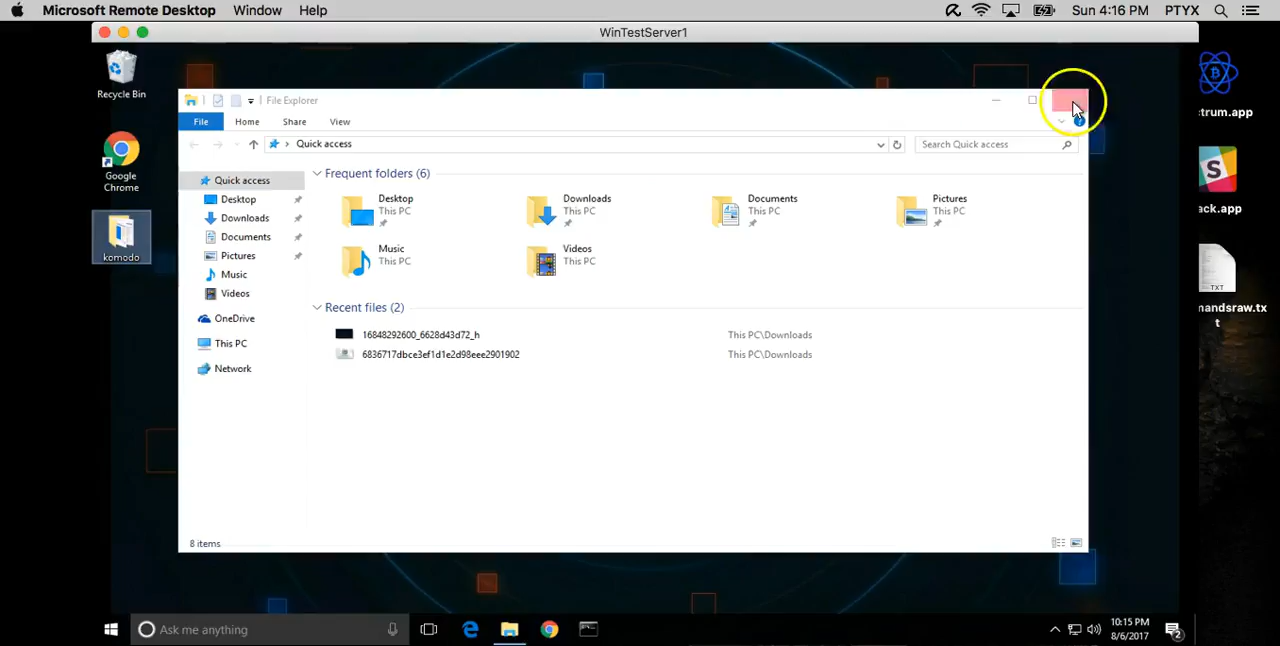 Microsoft Remote Desktop Window Help Sun 4:16 PM PTYX
WinTestServer1
Recycle Bin
Google Chrome
komodo
File Explorer
File Home Share View
Quick access
Search Quick access
Quick access
Desktop
Downloads
Documents
Pictures
Music
Videos
OneDrive
This PC
Network
Frequent folders (6)
Desktop
This PC
Downloads
This PC
Documents
This PC
Pictures
This PC
Music
This PC
Videos
This PC
Recent files (2)
16848292600_6628d43d72_h This PC\Downloads
6836717dbce3ef1d1e2d98eee2901902 This PC\Downloads
8 items
ctrum.app
S
ack.app
TXT
mandsraw.tx
t
Ask me anything
10:15 PM
8/6/2017
2